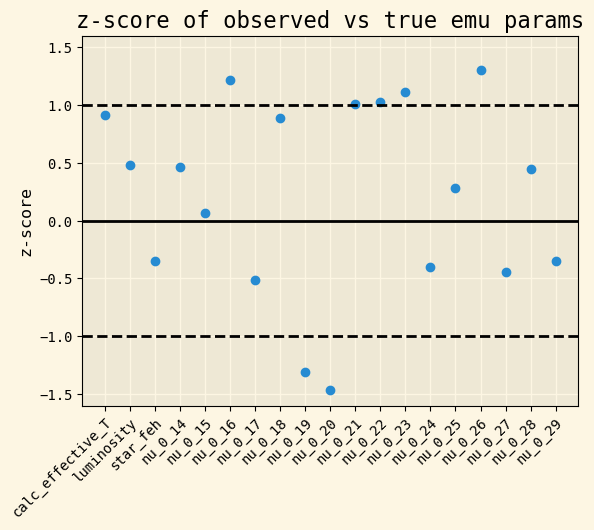 z-score of observed vs true emu params
z-score
1.5
1.0
0.5
0.0
−0.5
−1.0
−1.5
calc_effective_T
luminosity
star_feh
nu_0_14
nu_0_15
nu_0_16
nu_0_17
nu_0_18
nu_0_19
nu_0_20
nu_0_21
nu_0_22
nu_0_23
nu_0_24
nu_0_25
nu_0_26
nu_0_27
nu_0_28
nu_0_29